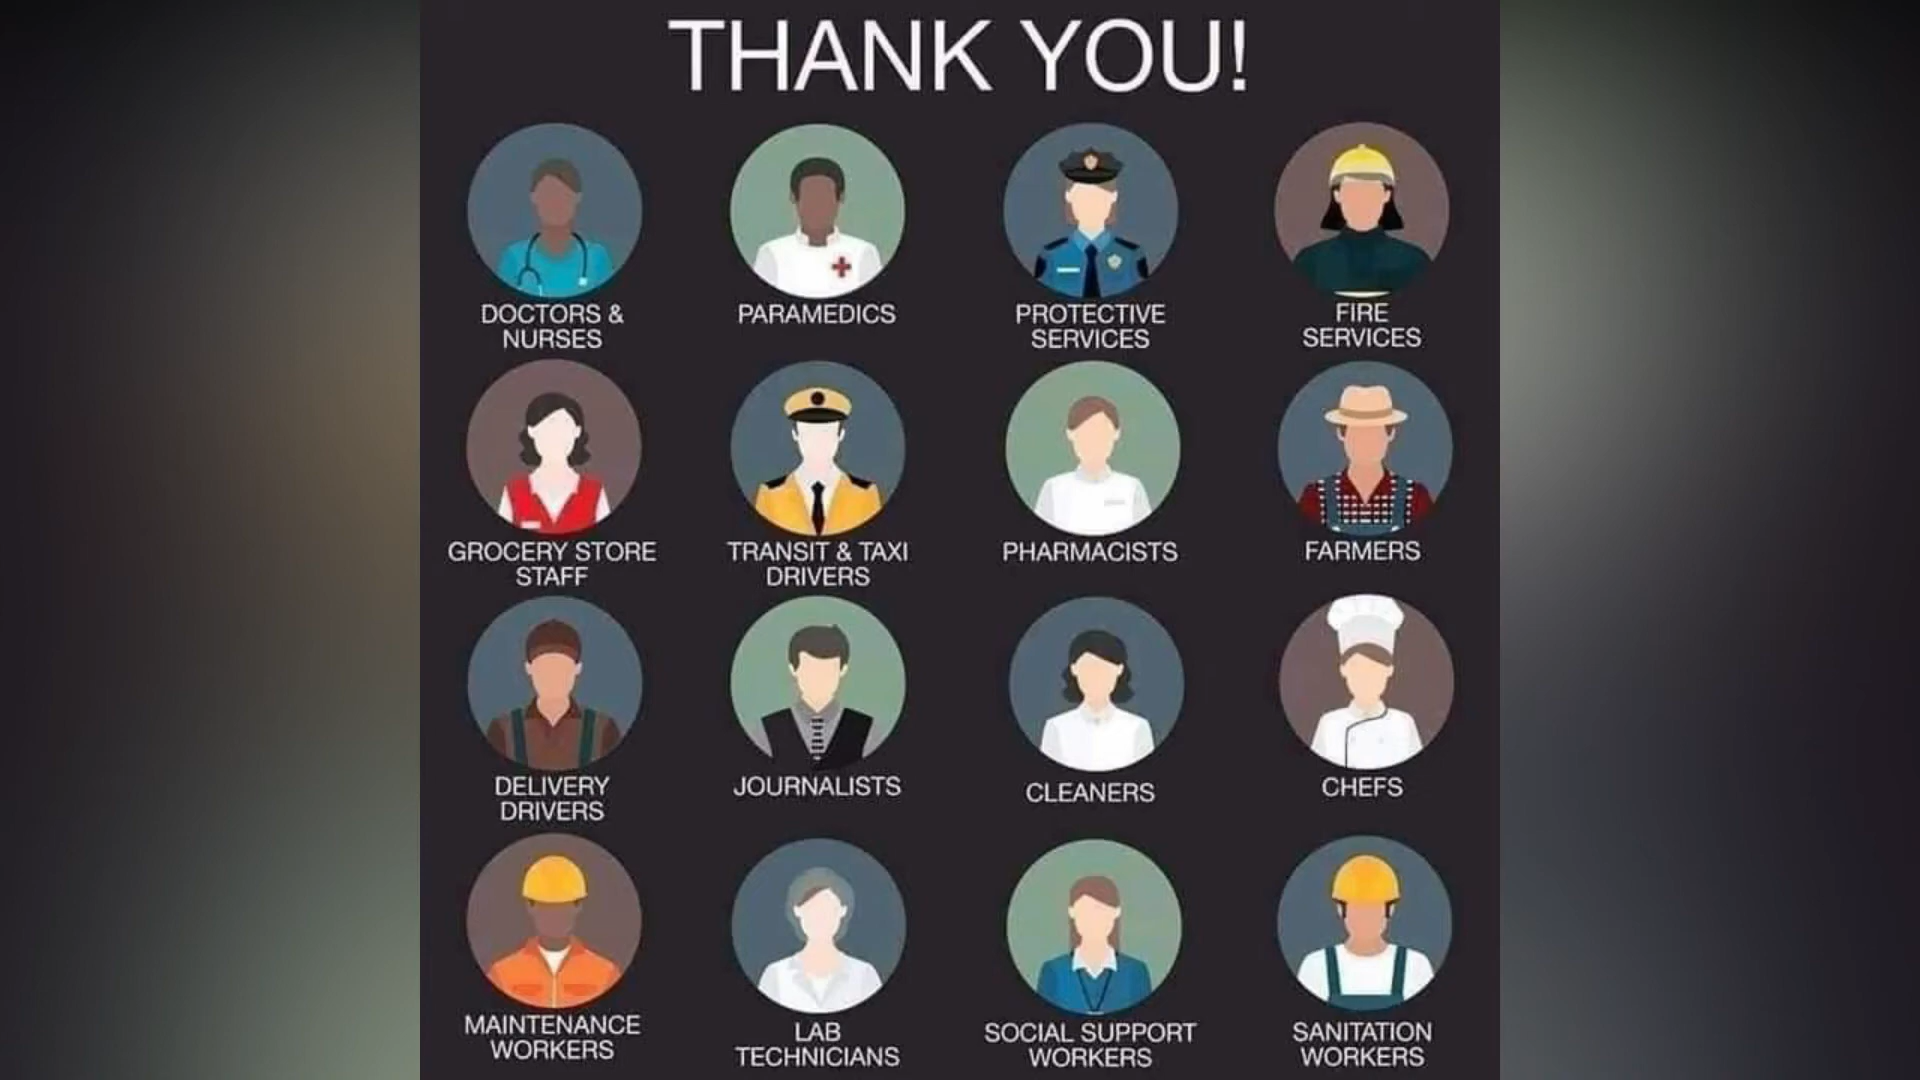 THANK YOU!
DOCTORS &
NURSES
PARAMEDICS
PROTECTIVE
SERVICES
FIRE
SERVICES
GROCERY STORE
STAFF
TRANSIT & TAXI
DRIVERS
PHARMACISTS
FARMERS
DELIVERY
DRIVERS
JOURNALISTS
CLEANERS
CHEFS
MAINTENANCE
WORKERS
LAB
TECHNICIANS
SOCIAL SUPPORT
WORKERS
SANITATION
WORKERS